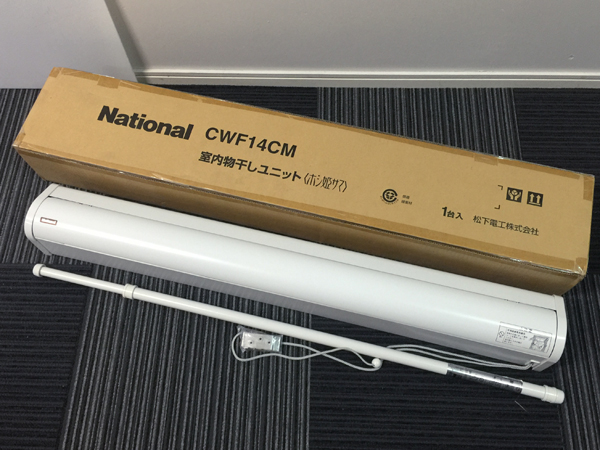 National CWF14CM
室内物干しユニット〈ホシ姫サマ〉
1台入 松下電工株式会社